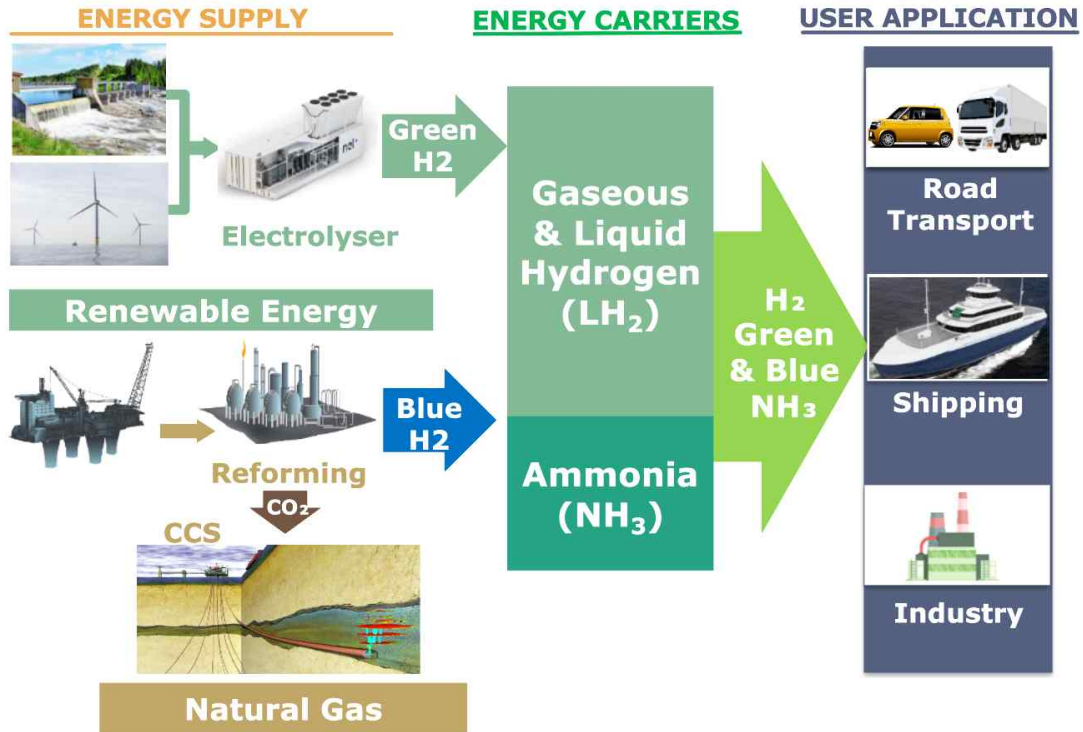 ENERGY SUPPLY
ENERGY CARRIERS
USER APPLICATION
nel
Electrolyser
Green
H2
Renewable Energy
Reforming
CO₂
CCS
Natural Gas
Blue
H2
Gaseous
& Liquid
Hydrogen
(LH₂)
Ammonia
(NH₃)
H₂
Green
& Blue
NH₃
Road
Transport
Shipping
Industry